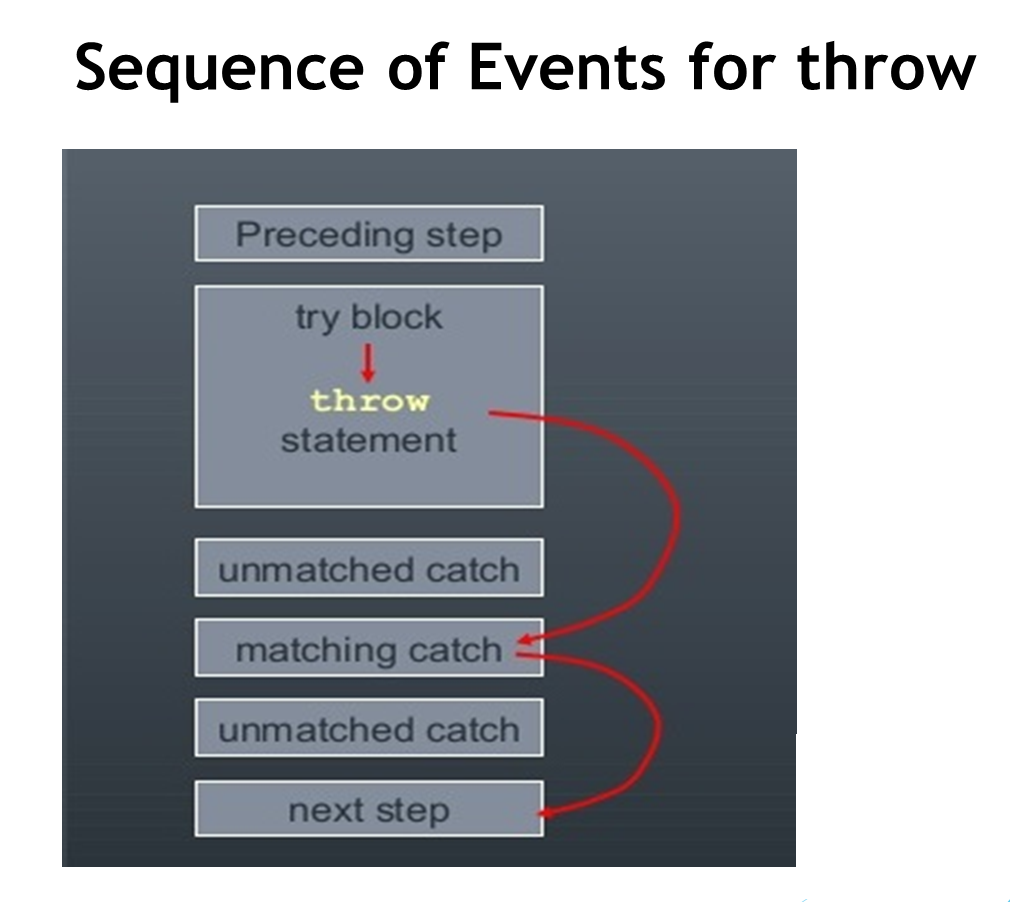 Sequence of Events for throw
Preceding step
try block
throw
statement
unmatched catch
matching catch
unmatched catch
next step